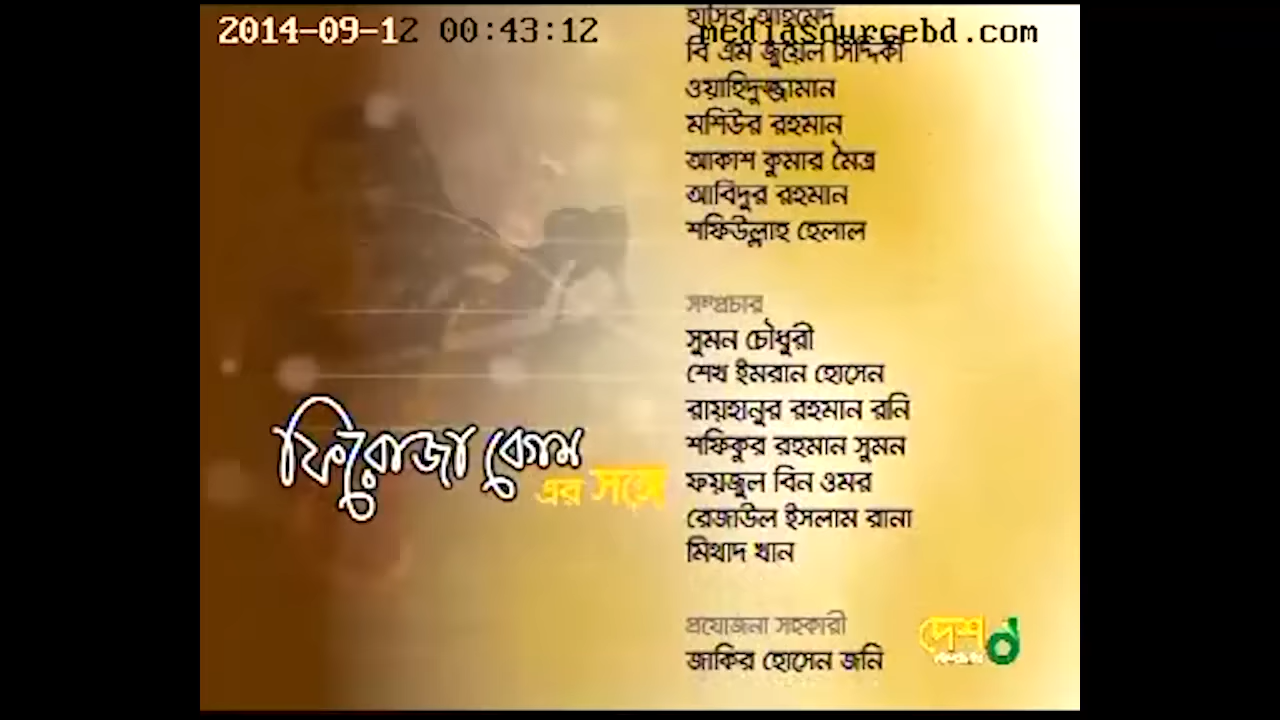 2014-09-12 00:43:12
mediasourcebd.com
হাসিব আহমেদ
বি এম জুয়েল সিদ্দিকী
ওয়াহিদুজ্জামান
মশিউর রহমান
আকাশ কুমার মৈত্র
আবিদুর রহমান
শফিউল্লাহ হেলাল
সম্প্রচার
সুমন চৌধুরী
শেখ ইমরান হোসেন
রায়হানুর রহমান রনি
শফিকুর রহমান সুমন
ফয়জুল বিন ওমর
রেজাউল ইসলাম রানা
মিথাদ খান
ফিরোজা বেগম
এর সঙ্গে
প্রযোজনা সহকারী
জাকির হোসেন জনি
দেশ